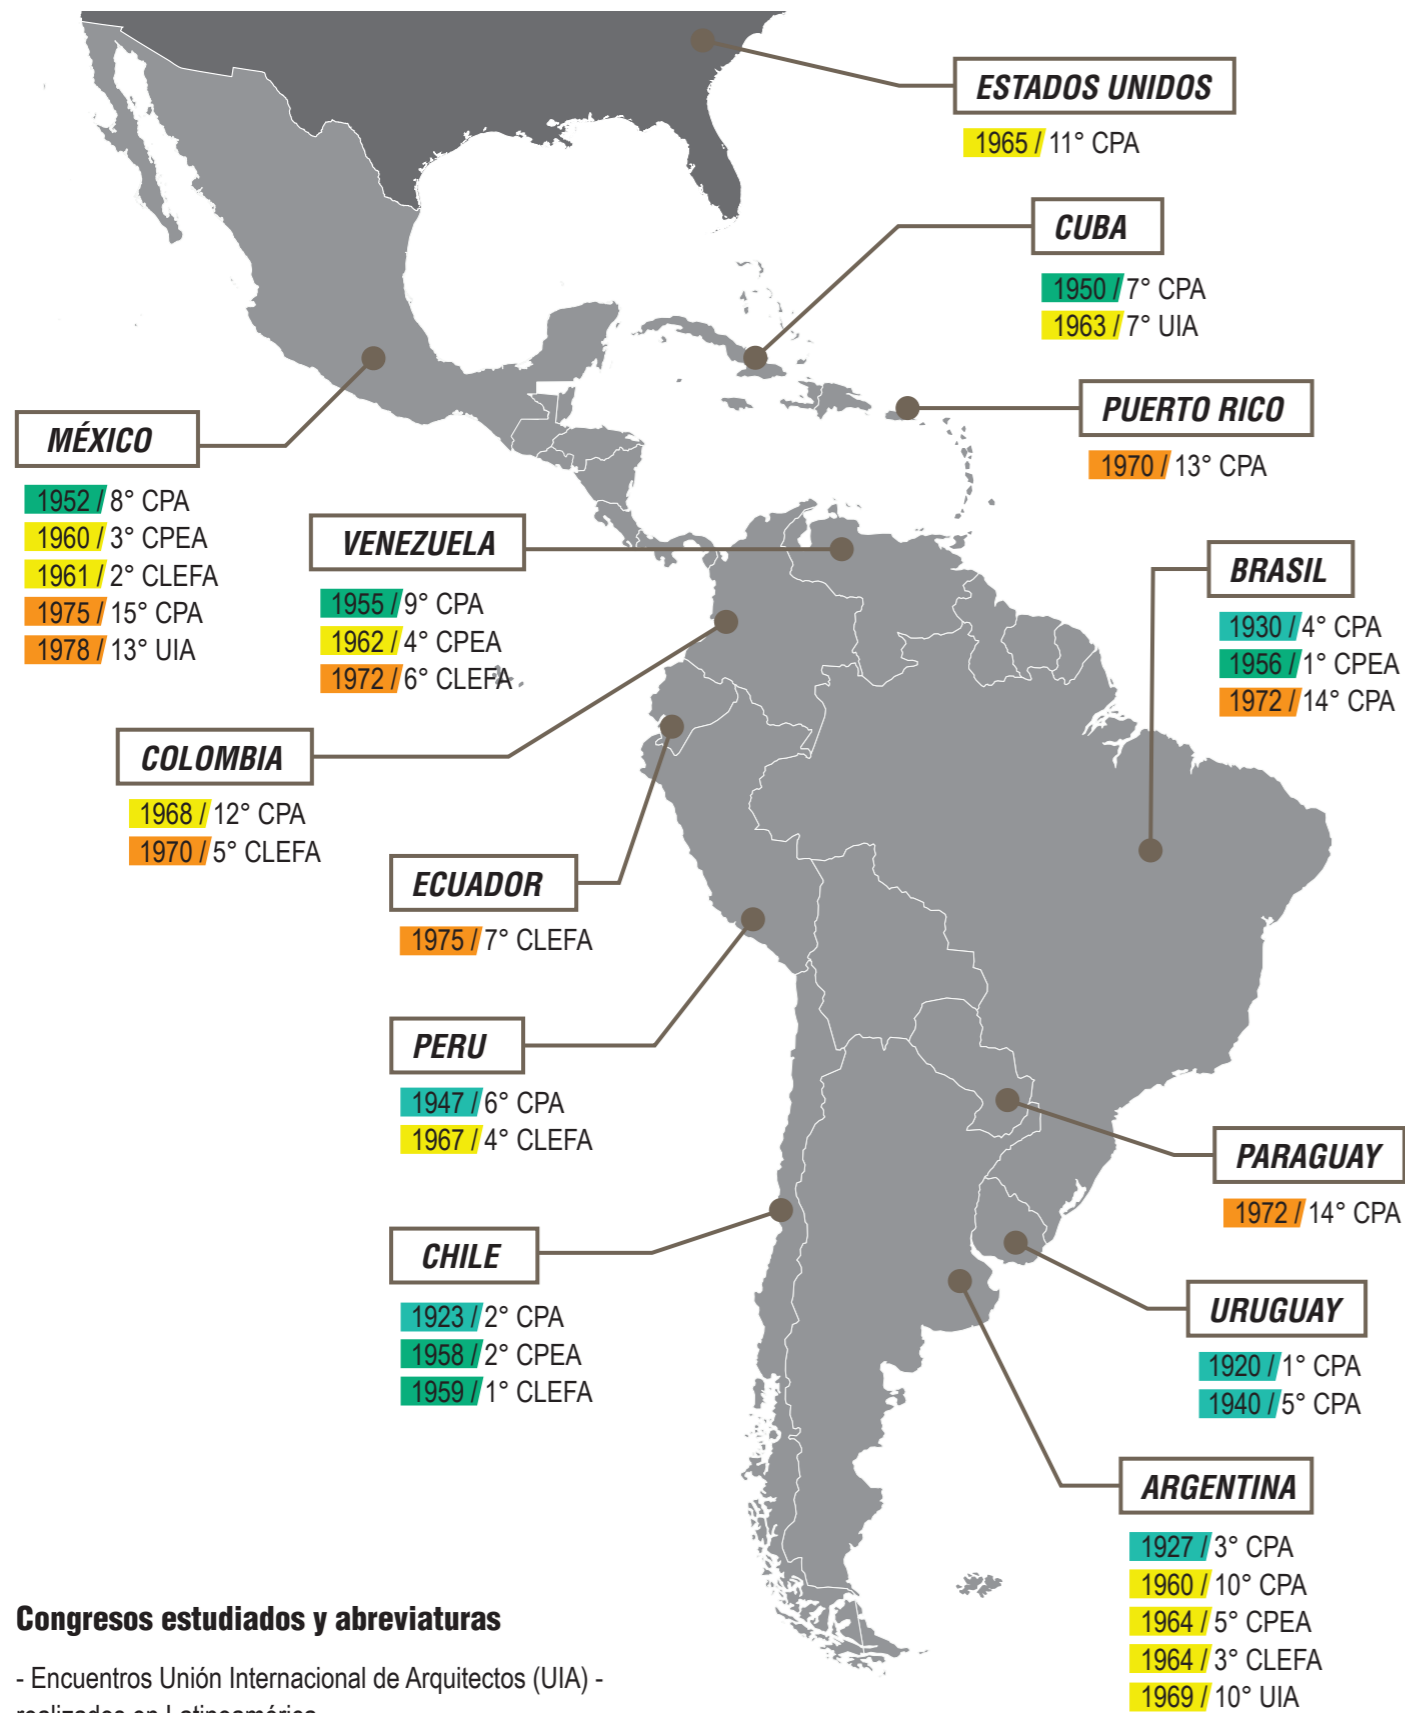 ESTADOS UNIDOS
1965 / 11° CPA
CUBA
1950 / 7° CPA
1963 / 7° UIA
PUERTO RICO
1970 / 13° CPA
MÉXICO
1952 / 8° CPA
1960 / 3° CPEA
1961 / 2° CLEFA
1975 / 15° CPA
1978 / 13° UIA
VENEZUELA
1955 / 9° CPA
1962 / 4° CPEA
1972 / 6° CLEFA
BRASIL
1930 / 4° CPA
1956 / 1° CPEA
1972 / 14° CPA
COLOMBIA
1968 / 12° CPA
1970 / 5° CLEFA
ECUADOR
1975 / 7° CLEFA
PERU
1947 / 6° CPA
1967 / 4° CLEFA
PARAGUAY
1972 / 14° CPA
CHILE
1923 / 2° CPA
1958 / 2° CPEA
1959 / 1° CLEFA
URUGUAY
1920 / 1° CPA
1940 / 5° CPA
ARGENTINA
1927 / 3° CPA
1960 / 10° CPA
1964 / 5° CPEA
1964 / 3° CLEFA
1969 / 10° UIA
Congresos estudiados y abreviaturas
- Encuentros Unión Internacional de Arquitectos (UIA) -
realizados en Latinoamérica